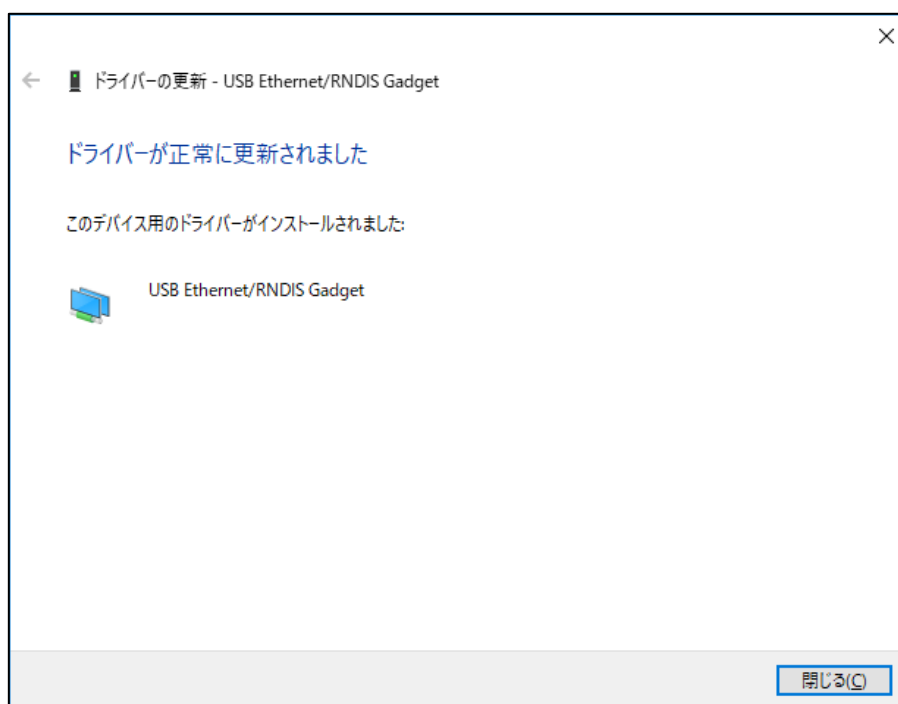 ドライバーの更新 - USB Ethernet/RNDIS Gadget
ドライバーが正常に更新されました
このデバイス用のドライバーがインストールされました:
USB Ethernet/RNDIS Gadget
閉じる(C)